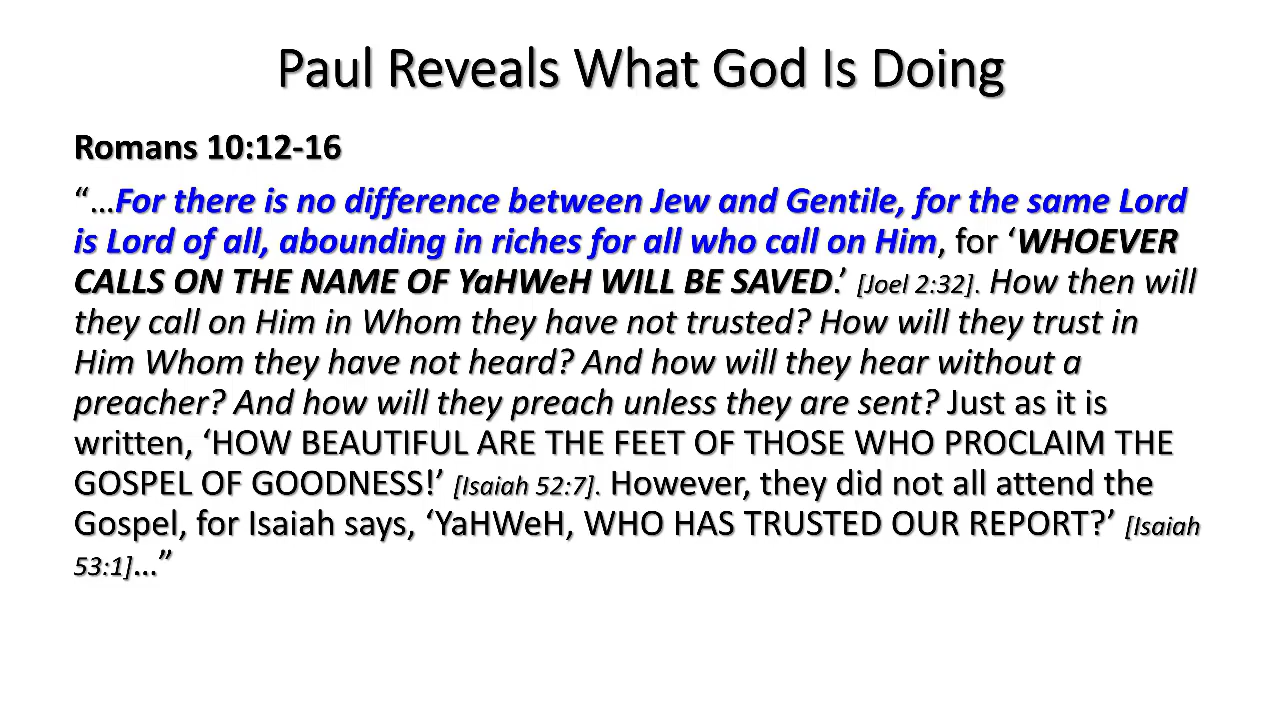 Paul Reveals What God Is Doing
Romans 10:12-16
“…For there is no difference between Jew and Gentile, for the same Lord
is Lord of all, abounding in riches for all who call on Him, for ‘WHOEVER
CALLS ON THE NAME OF YaHWeH WILL BE SAVED.’ [Joel 2:32]. How then will
they call on Him in Whom they have not trusted? How will they trust in
Him Whom they have not heard? And how will they hear without a
preacher? And how will they preach unless they are sent? Just as it is
written, ‘HOW BEAUTIFUL ARE THE FEET OF THOSE WHO PROCLAIM THE
GOSPEL OF GOODNESS!’ [Isaiah 52:7]. However, they did not all attend the
Gospel, for Isaiah says, ‘YaHWeH, WHO HAS TRUSTED OUR REPORT?’ [Isaiah
53:1]…”